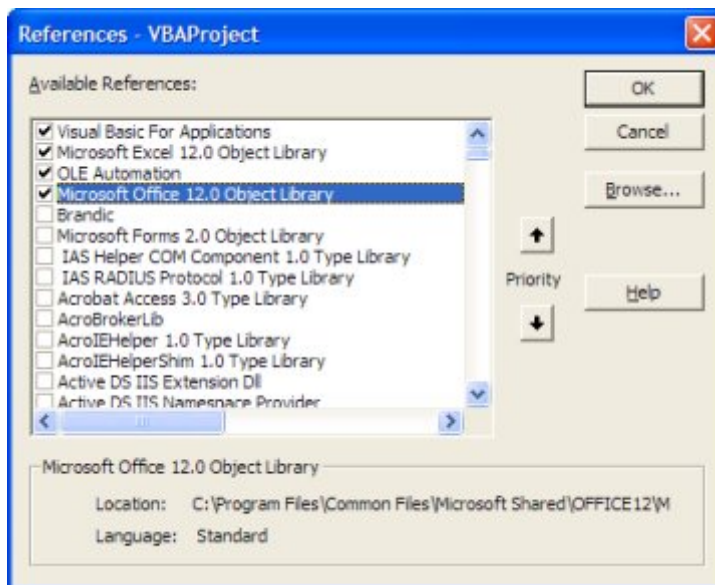 References - VBAProject
Available References:
OK
Visual Basic For Applications
Microsoft Excel 12.0 Object Library
OLE Automation
Microsoft Office 12.0 Object Library
Brandic
Microsoft Forms 2.0 Object Library
IAS Helper COM Component 1.0 Type Library
IAS RADIUS Protocol 1.0 Type Library
Acrobat Access 3.0 Type Library
AcroBrokerLib
AcroIEHelper 1.0 Type Library
AcroIEHelperShim 1.0 Type Library
Active DS IIS Extension Dll
Active DS IIS Namespace Provider
Cancel
Browse...
Priority
Help
Microsoft Office 12.0 Object Library
Location: C:\Program Files\Common Files\Microsoft Shared\OFFICE12\M
Language: Standard